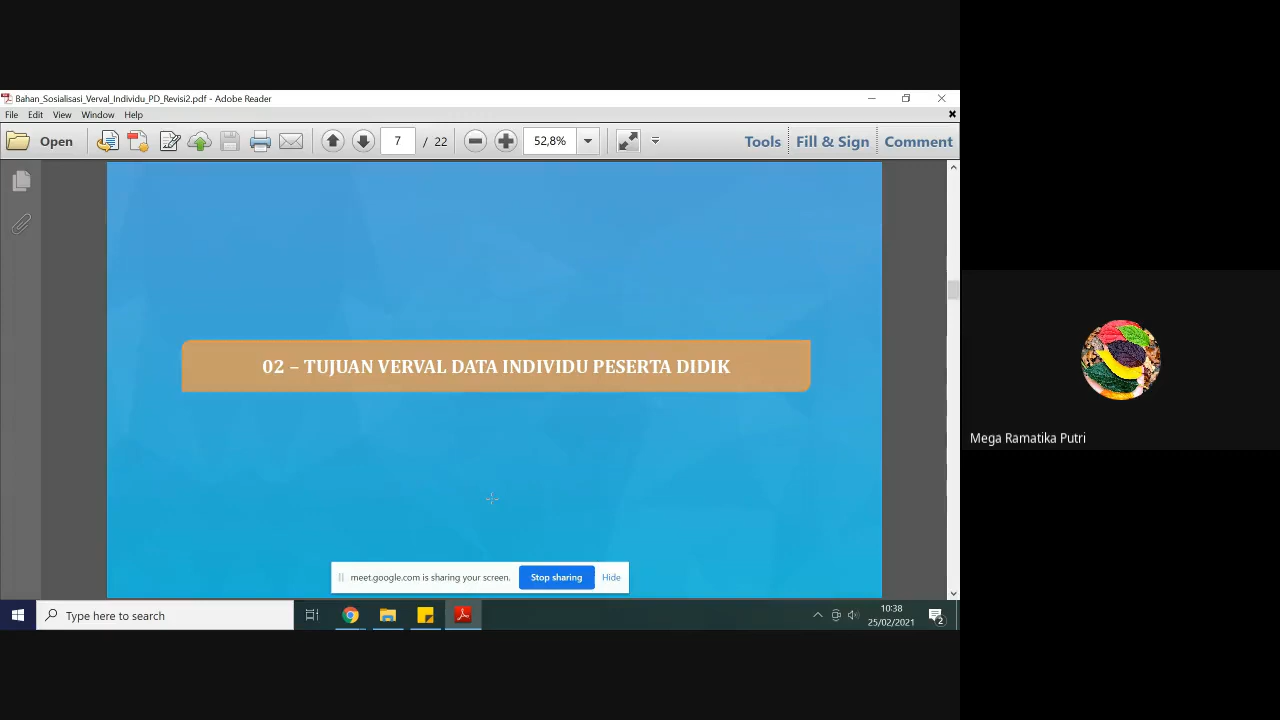 Bahan_Sosialisasi_Verval_Individu_PD_Revisi2.pdf - Adobe Reader
File Edit View Window Help
Open 7 / 22 52,8% Tools Fill & Sign Comment
02 – TUJUAN VERVAL DATA INDIVIDU PESERTA DIDIK
Mega Ramatika Putri
meet.google.com is sharing your screen. Stop sharing Hide
Type here to search
10:38
25/02/2021
2